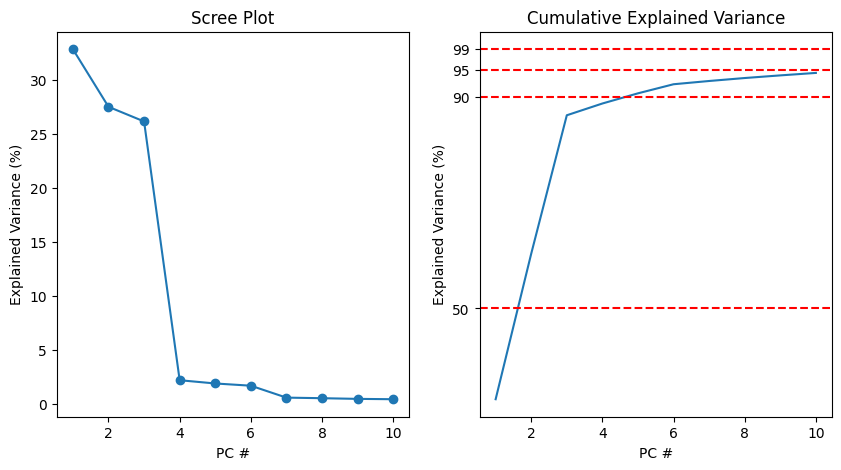 Scree Plot
Explained Variance (%)
30
25
20
15
10
5
0
2 4 6 8 10
PC #
Cumulative Explained Variance
Explained Variance (%)
99
95
90
50
2 4 6 8 10
PC #